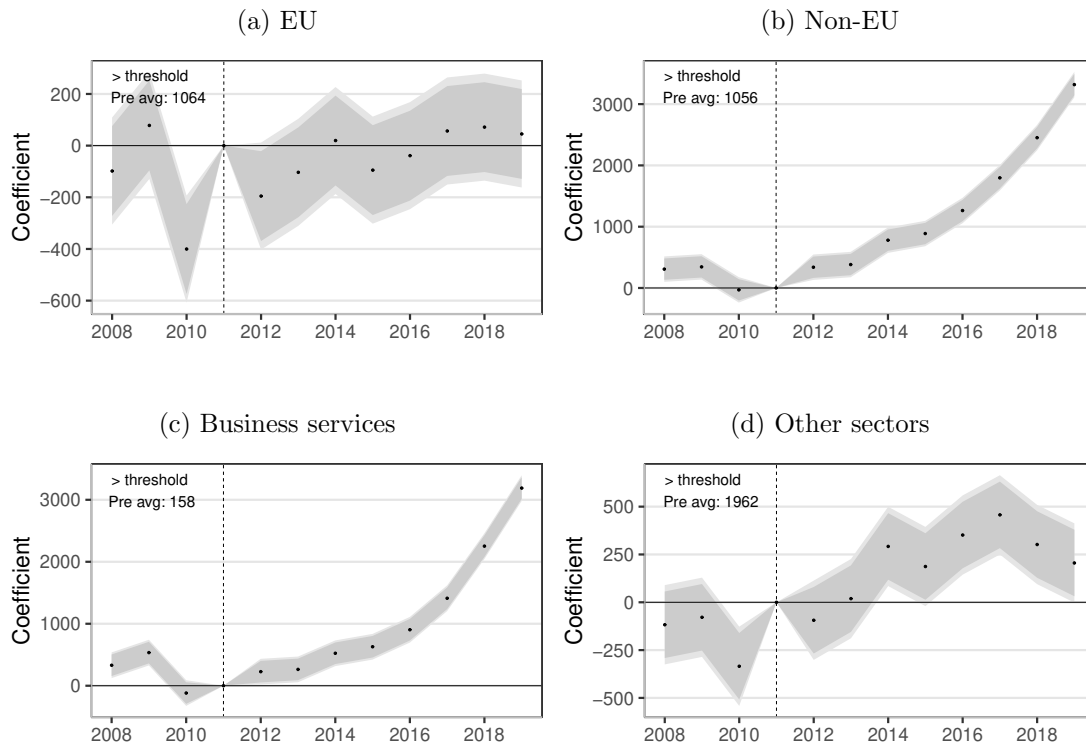 (a) EU
> threshold
Pre avg: 1064
Coefficient
200
0
−200
−400
−600
2008 2010 2012 2014 2016 2018
(b) Non-EU
> threshold
Pre avg: 1056
Coefficient
3000
2000
1000
0
2008 2010 2012 2014 2016 2018
(c) Business services
> threshold
Pre avg: 158
Coefficient
3000
2000
1000
0
2008 2010 2012 2014 2016 2018
(d) Other sectors
> threshold
Pre avg: 1962
Coefficient
500
250
0
−250
−500
2008 2010 2012 2014 2016 2018